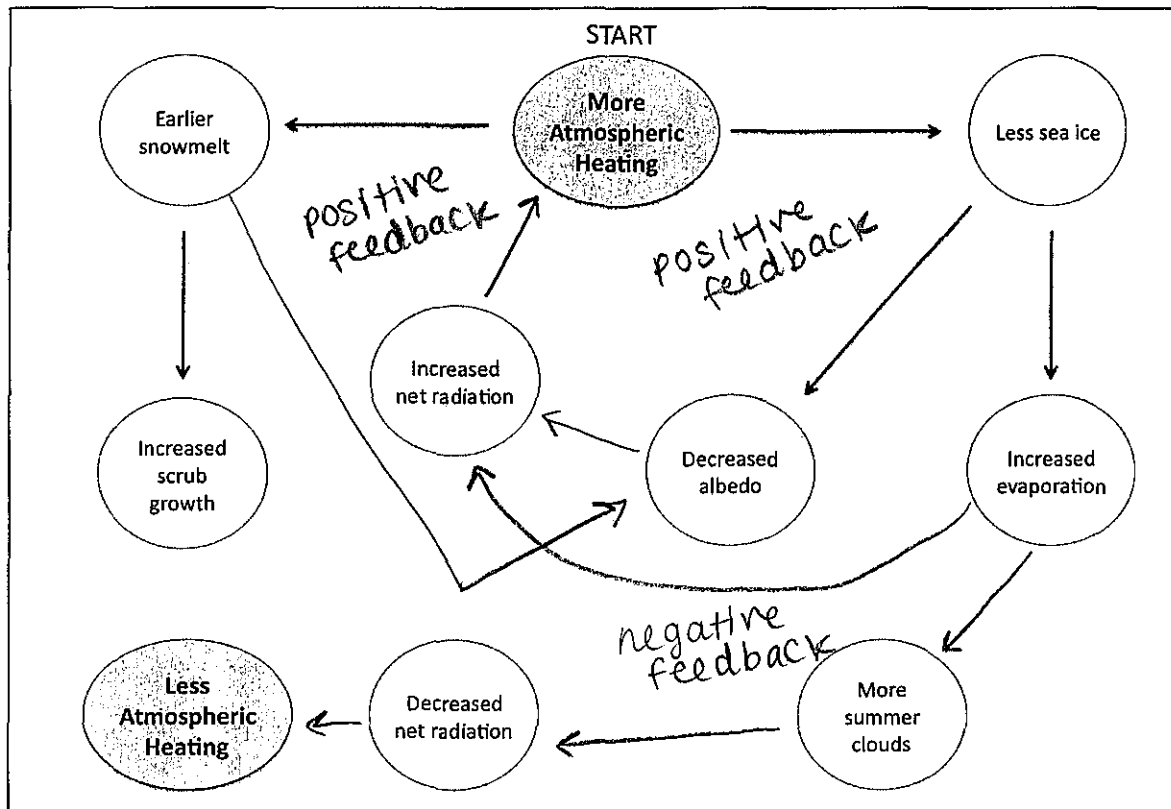 START
More
Atmospheric
Heating
Earlier
snowmelt
Less sea ice
positive
feedback
positive
feedback
Increased
net radiation
Increased
scrub
growth
Decreased
albedo
Increased
evaporation
negative
feedback
Less
Atmospheric
Heating
Decreased
net radiation
More
summer
clouds